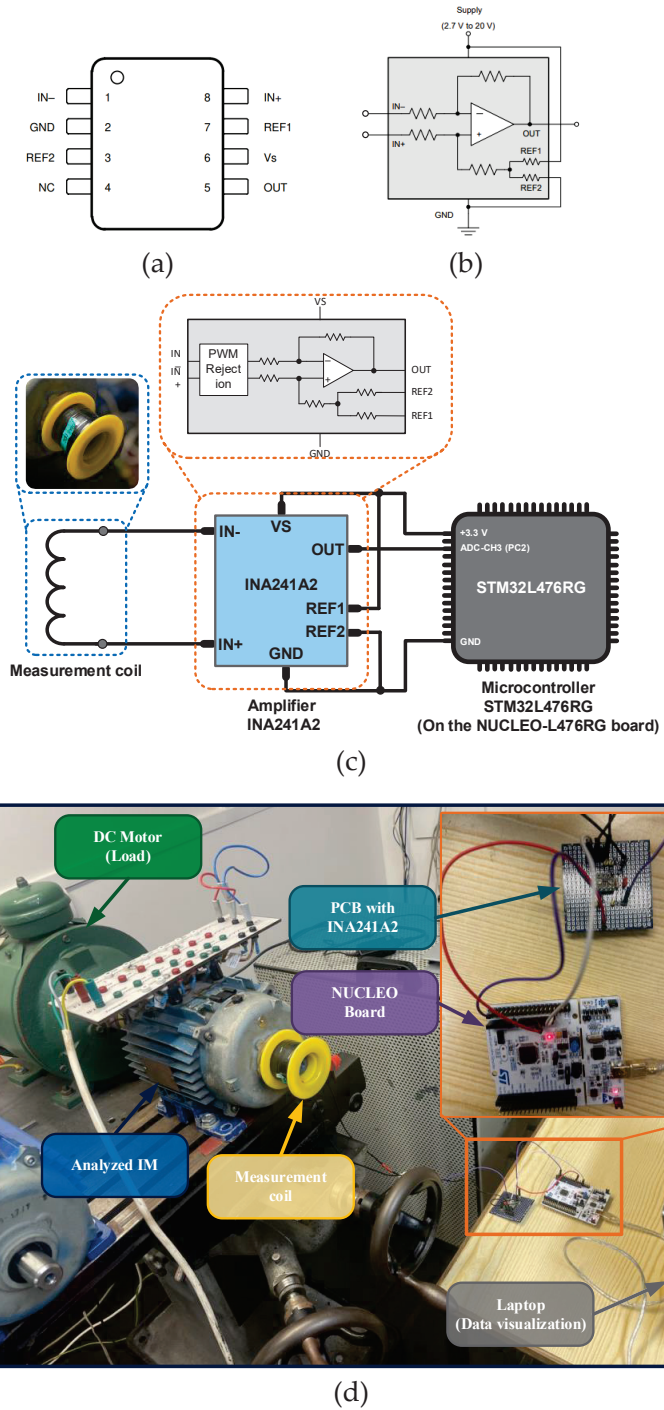 IN–
GND
REF2
NC
1
2
3
4
8
7
6
5
IN+
REF1
Vs
OUT
(a)
Supply
(2.7 V to 20 V)
IN–
IN+
–
+
OUT
REF1
REF2
GND
(b)
VS
IN
–
IN
+
PWM
Reject
ion
–
+
OUT
REF2
REF1
GND
IN-
VS
OUT
INA241A2
REF1
REF2
IN+
GND
+3.3 V
ADC-CH3 (PC2)
STM32L476RG
GND
Measurement coil
Amplifier
INA241A2
Microcontroller
STM32L476RG
(On the NUCLEO-L476RG board)
(c)
DC Motor
(Load)
PCB with
INA241A2
NUCLEO
Board
Analyzed IM
Measurement
coil
Laptop
(Data visualization)
(d)